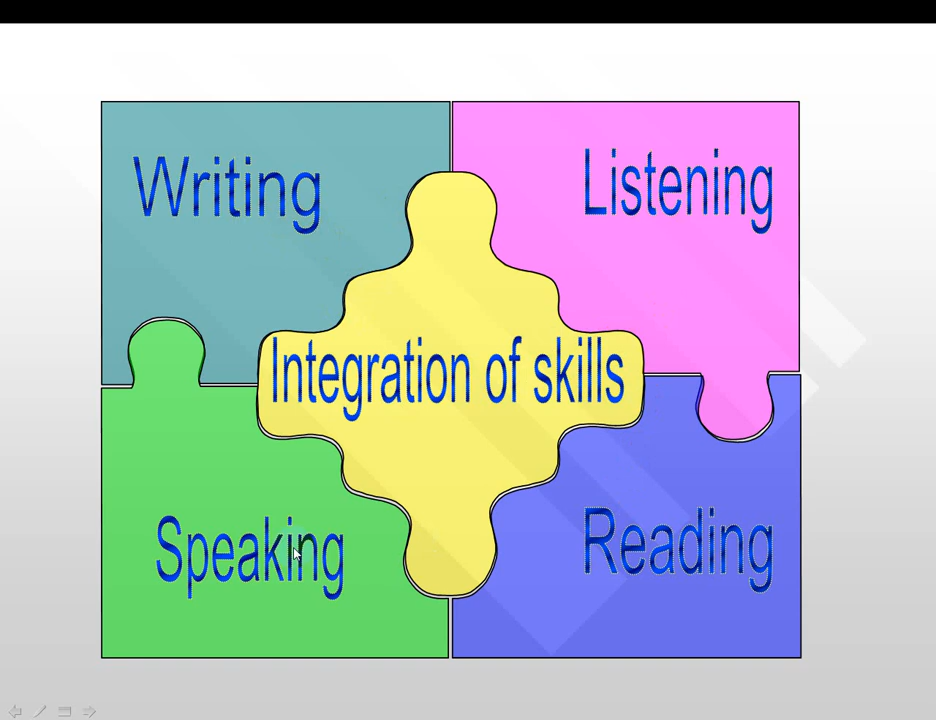 Writing
Listening
Integration of skills
Speaking
Reading